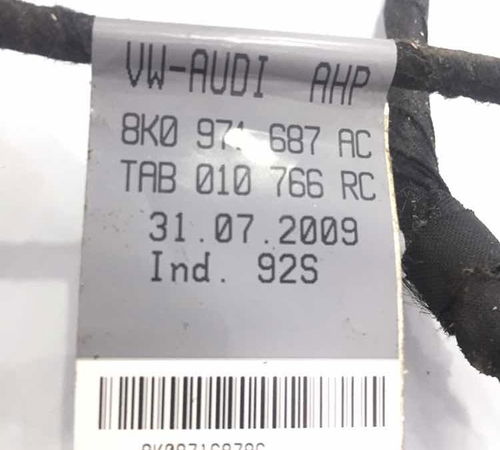 VW-AUDI AHP
8K0 971 687 AC
TAB 010 766 RC
31.07.2009
Ind. 92S